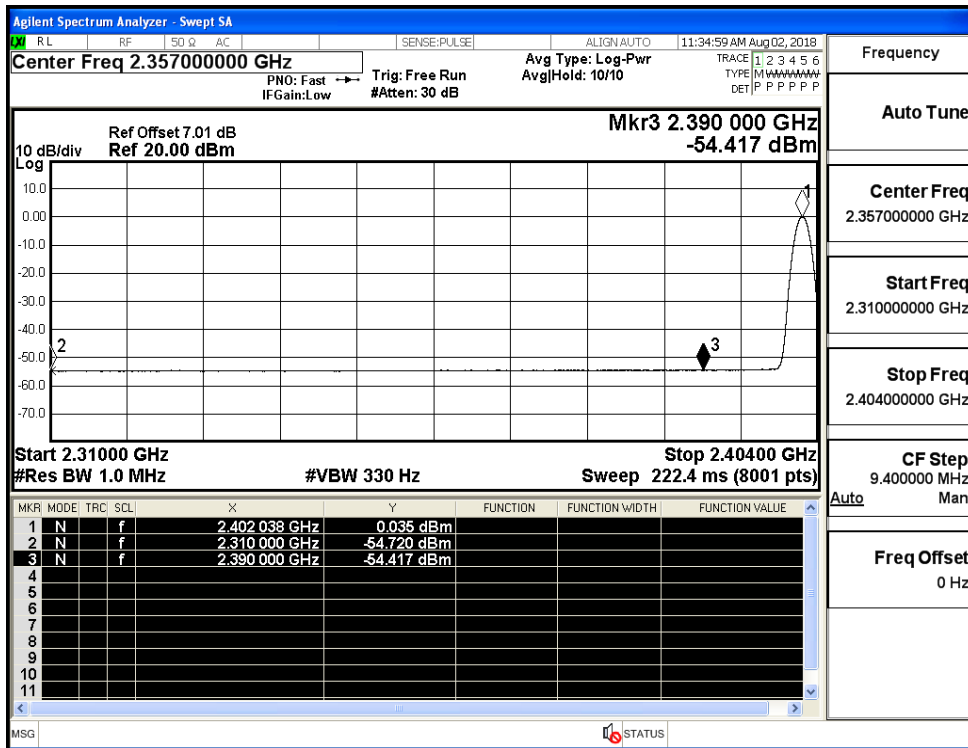 Agilent Spectrum Analyzer - Swept SA
LXI RL RF 50 Ω AC SENSE:PULSE ALIGN AUTO 11:34:59 AM Aug 02, 2018
Center Freq 2.357000000 GHz
PNO: Fast
IFGain:Low
Trig: Free Run
#Atten: 30 dB
Avg Type: Log-Pwr
Avg|Hold: 10/10
TRACE 1 2 3 4 5 6
TYPE M WWWWW
DET P P P P P P
Ref Offset 7.01 dB
10 dB/div Ref 20.00 dBm
Log
Mkr3 2.390 000 GHz
-54.417 dBm
10.0
0.00
-10.0
-20.0
-30.0
-40.0
-50.0
-60.0
-70.0
1
2
3
Start 2.31000 GHz Stop 2.40400 GHz
#Res BW 1.0 MHz #VBW 330 Hz Sweep 222.4 ms (8001 pts)
MKR MODE TRC SCL X Y FUNCTION FUNCTION WIDTH FUNCTION VALUE
1 N f 2.402 038 GHz 0.035 dBm
2 N f 2.310 000 GHz -54.720 dBm
3 N f 2.390 000 GHz -54.417 dBm
4
5
6
7
8
9
10
11
MSG STATUS
Frequency
Auto Tune
Center Freq
2.357000000 GHz
Start Freq
2.310000000 GHz
Stop Freq
2.404000000 GHz
CF Step
9.400000 MHz
Auto Man
Freq Offset
0 Hz